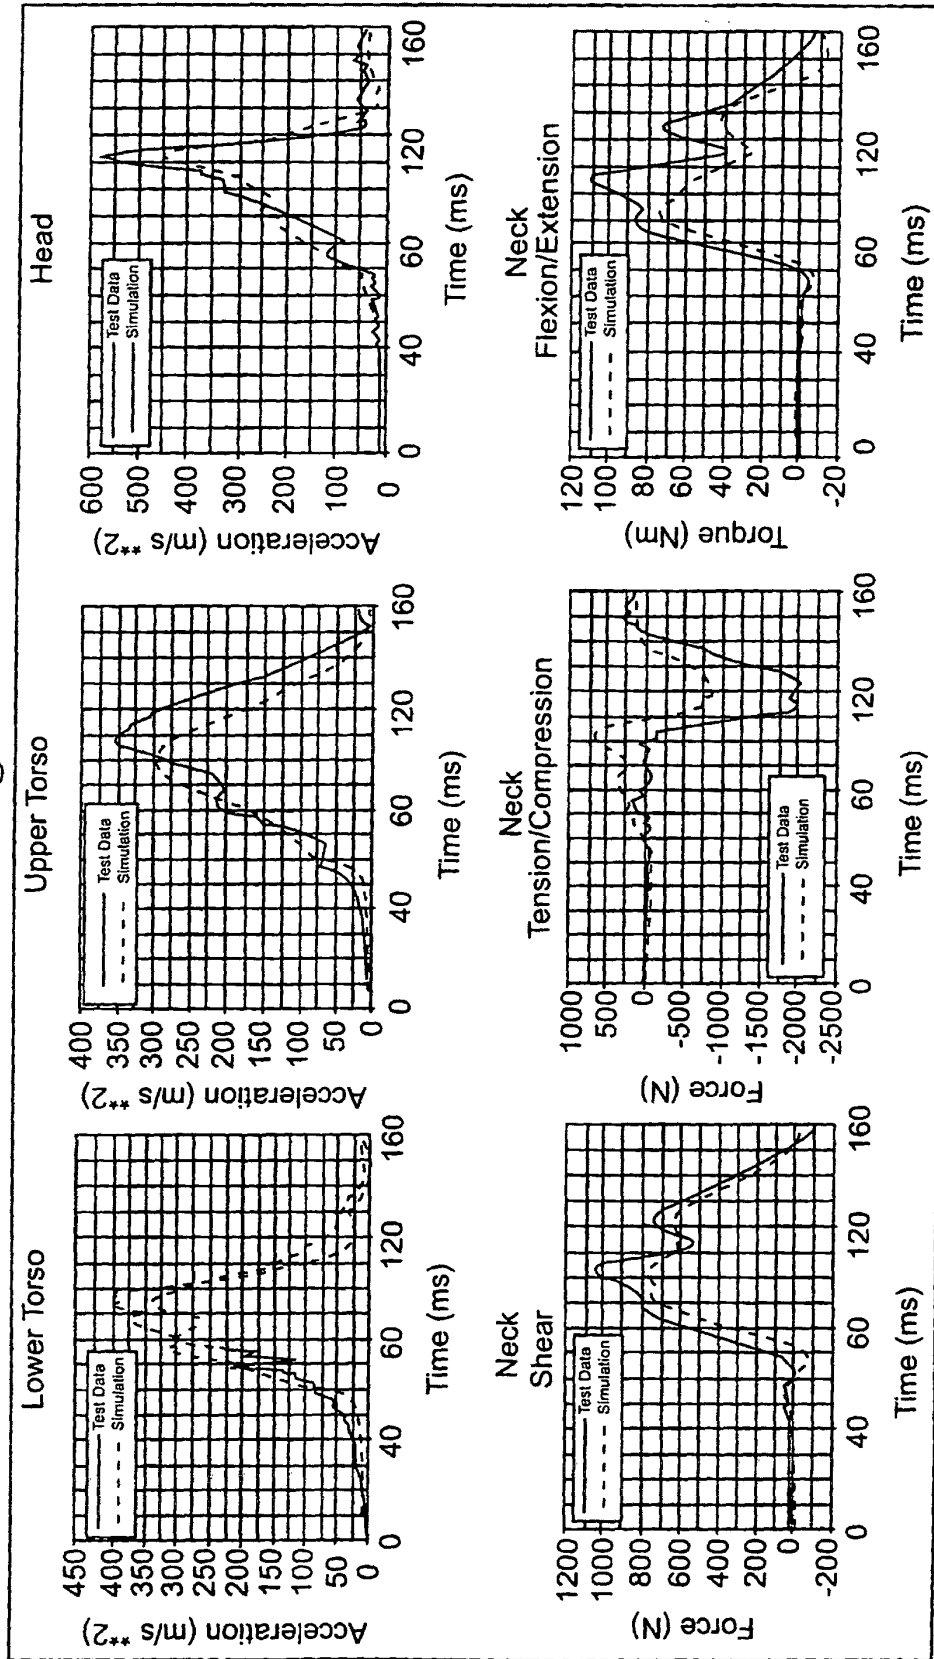 Lower Torso
Acceleration (m/s **2)
450
400
350
300
250
200
150
100
50
0
Test Data
Simulation
0 40 60 120 160
Time (ms)
Upper Torso
Acceleration (m/s **2)
400
350
300
250
200
150
100
50
0
Test Data
Simulation
0 40 60 120 160
Time (ms)
Head
Acceleration (m/s **2)
600
500
400
300
200
100
0
Test Data
Simulation
0 40 60 120 160
Time (ms)
Neck
Shear
Force (N)
1200
1000
800
600
400
200
0
-200
Test Data
Simulation
0 40 60 120 160
Time (ms)
Neck
Tension/Compression
Force (N)
1000
500
0
-500
-1000
-1500
-2000
-2500
Test Data
Simulation
0 40 60 120 160
Time (ms)
Neck
Flexion/Extension
Torque (Nm)
120
100
80
60
40
20
0
-20
Test Data
Simulation
0 40 60 120 160
Time (ms)